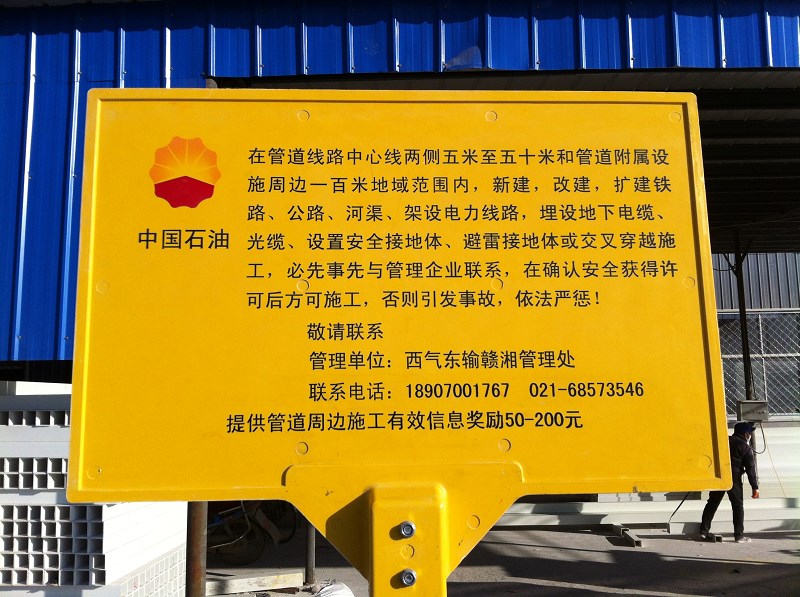 在管道线路中心线两侧五米至五十米和管道附属设
施周边一百米地域范围内，新建，改建，扩建铁
路、公路、河渠、架设电力线路，埋设地下电缆、
光缆、设置安全接地体、避雷接地体或交叉穿越施
工，必先事先与管理企业联系，在确认安全获得许
可后方可施工，否则引发事故，依法严惩！
中国石油
敬请联系
管理单位：西气东输赣湘管理处
联系电话：18907001767 021-68573546
提供管道周边施工有效信息奖励50-200元